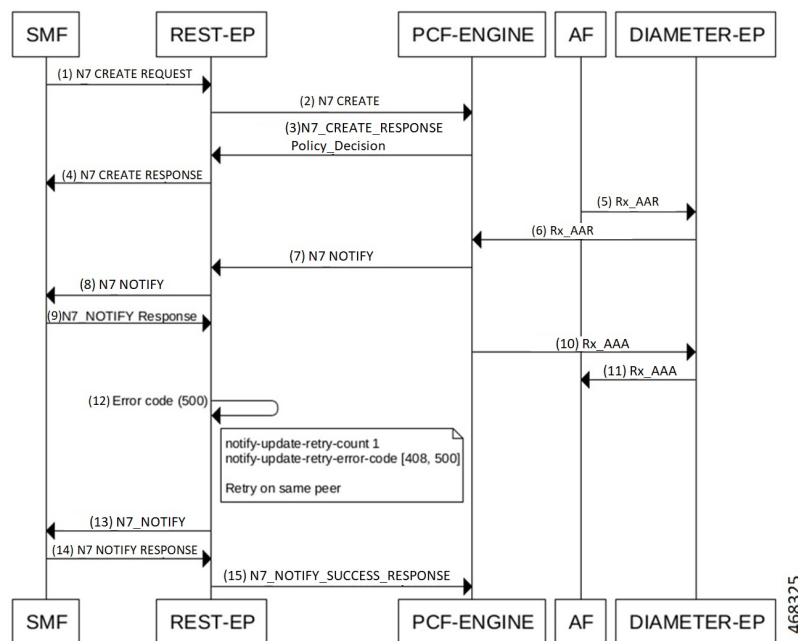 SMF REST-EP PCF-ENGINE AF DIAMETER-EP
(1) N7 CREATE REQUEST
(2) N7 CREATE
(3)N7_CREATE_RESPONSE
Policy_Decision
(4) N7 CREATE RESPONSE
(5) Rx_AAR
(6) Rx_AAR
(7) N7 NOTIFY
(8) N7 NOTIFY
(9)N7_NOTIFY Response
(10) Rx_AAA
(11) Rx_AAA
(12) Error code (500)
notify-update-retry-count 1
notify-update-retry-error-code [408, 500]
Retry on same peer
(13) N7_NOTIFY
(14) N7 NOTIFY RESPONSE
(15) N7_NOTIFY_SUCCESS_RESPONSE
SMF REST-EP PCF-ENGINE AF DIAMETER-EP
468325